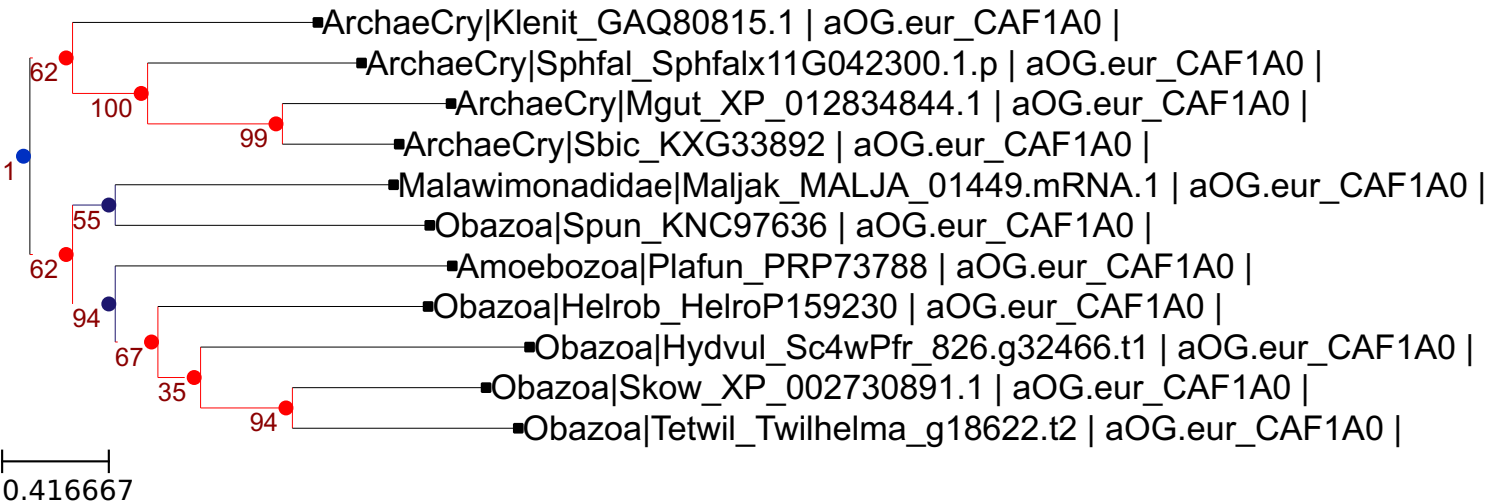 ArchaeCry|Klenit_GAQ80815.1 | aOG.eur_CAF1A0 |
62
ArchaeCry|Sphfal_Sphfalx11G042300.1.p | aOG.eur_CAF1A0 |
100
ArchaeCry|Mgut_XP_012834844.1 | aOG.eur_CAF1A0 |
99
ArchaeCry|Sbic_KXG33892 | aOG.eur_CAF1A0 |
1
Malawimonadidae|Maljak_MALJA_01449.mRNA.1 | aOG.eur_CAF1A0 |
55
Obazoa|Spun_KNC97636 | aOG.eur_CAF1A0 |
62
Amoebozoa|Plafun_PRP73788 | aOG.eur_CAF1A0 |
94
Obazoa|Helrob_HelroP159230 | aOG.eur_CAF1A0 |
67
Obazoa|Hydvul_Sc4wPfr_826.g32466.t1 | aOG.eur_CAF1A0 |
35
Obazoa|Skow_XP_002730891.1 | aOG.eur_CAF1A0 |
94
Obazoa|Tetwil_Twilhelma_g18622.t2 | aOG.eur_CAF1A0 |
0.416667